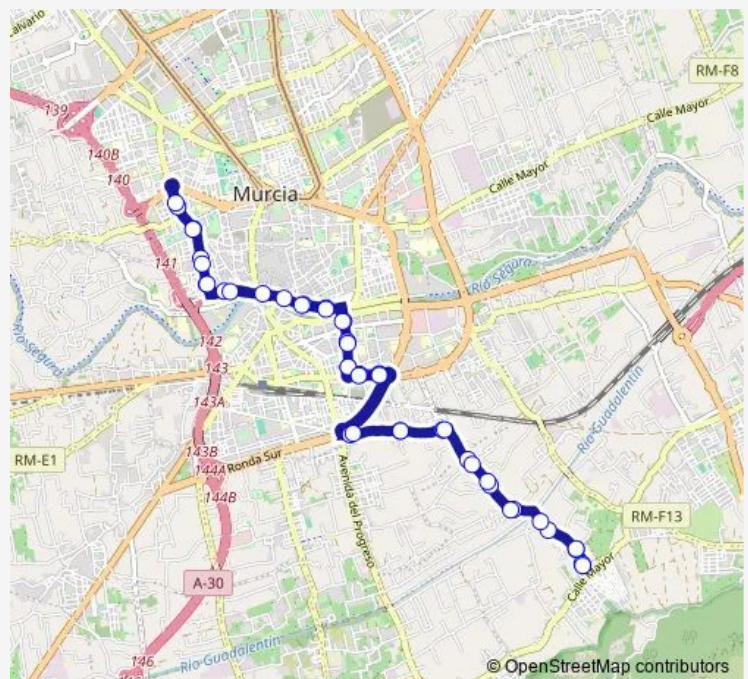 Calvario
RM-F8
139
Calle Mayor
140B
140
Calle Mayor
Murcia
141
Río Segura
Río Segura
142
143
143A
Río Guadalentín
RM-E1
143B
Ronda Sur
144A
144B
Avenida del Progreso
RM-F13
A-30
Calle Mayor
Río Guadalentín
146
© OpenStreetMap contributors